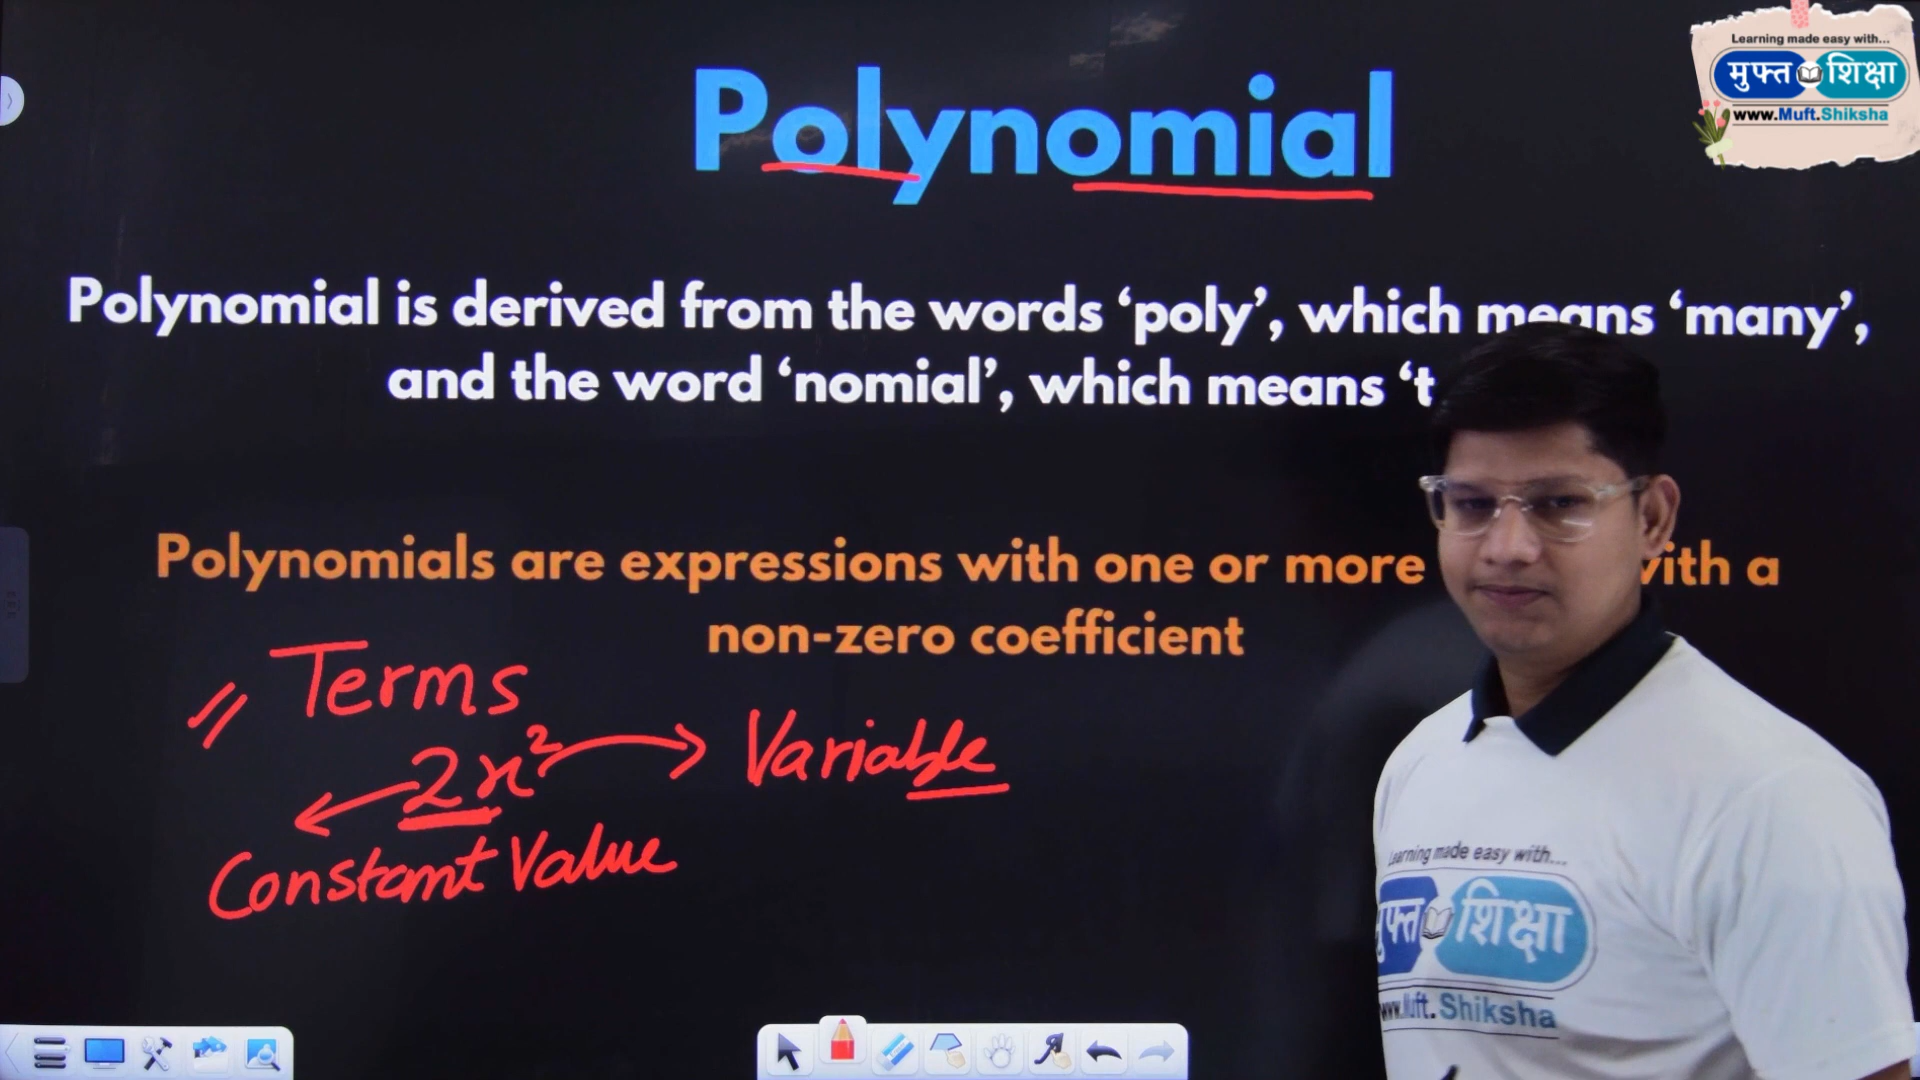 Learning made easy with...
मुफ्त शिक्षा
www.Muft.Shiksha
Polynomial
Polynomial is derived from the words ‘poly’, which means ‘many’,
and the word ‘nomial’, which means ‘t
Polynomials are expressions with one or more with a
non-zero coefficient
Terms
2x² Variable
Constant Value
Learning made easy with...
मुफ्त शिक्षा
www.Muft.Shiksha